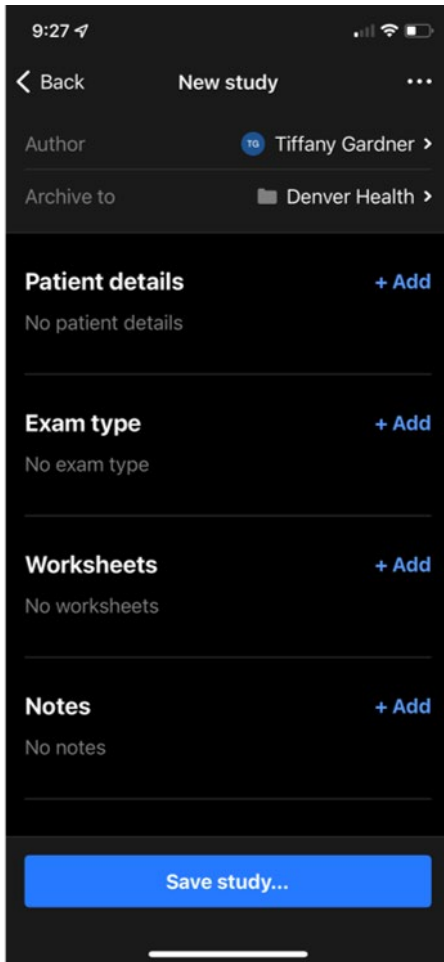 9:27
Back New study
Author TG Tiffany Gardner
Archive to Denver Health
Patient details + Add
No patient details
Exam type + Add
No exam type
Worksheets + Add
No worksheets
Notes + Add
No notes
Save study...